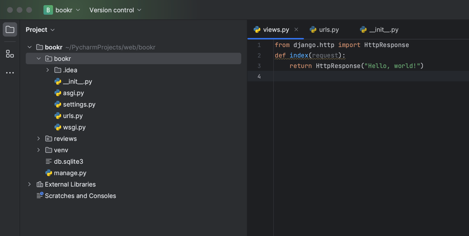 B bookr Version control
Project
bookr ~/PycharmProjects/web/bookr
bookr
.idea
__init__.py
asgi.py
settings.py
urls.py
wsgi.py
reviews
venv
db.sqlite3
manage.py
External Libraries
Scratches and Consoles
views.py urls.py __init__.py
1 from django.http import HttpResponse
2 def index(request):
3 return HttpResponse("Hello, world!")
4